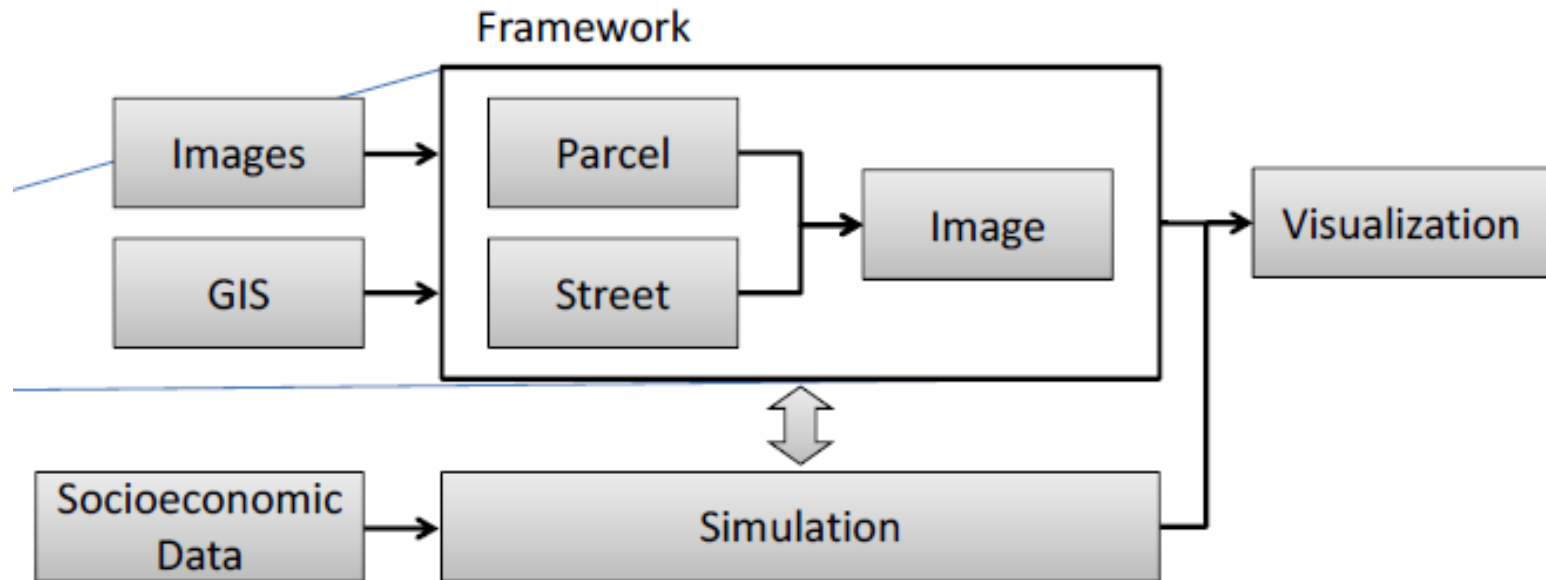 Framework
Images
Parcel
Image
Visualization
GIS
Street
Socioeconomic
Data
Simulation